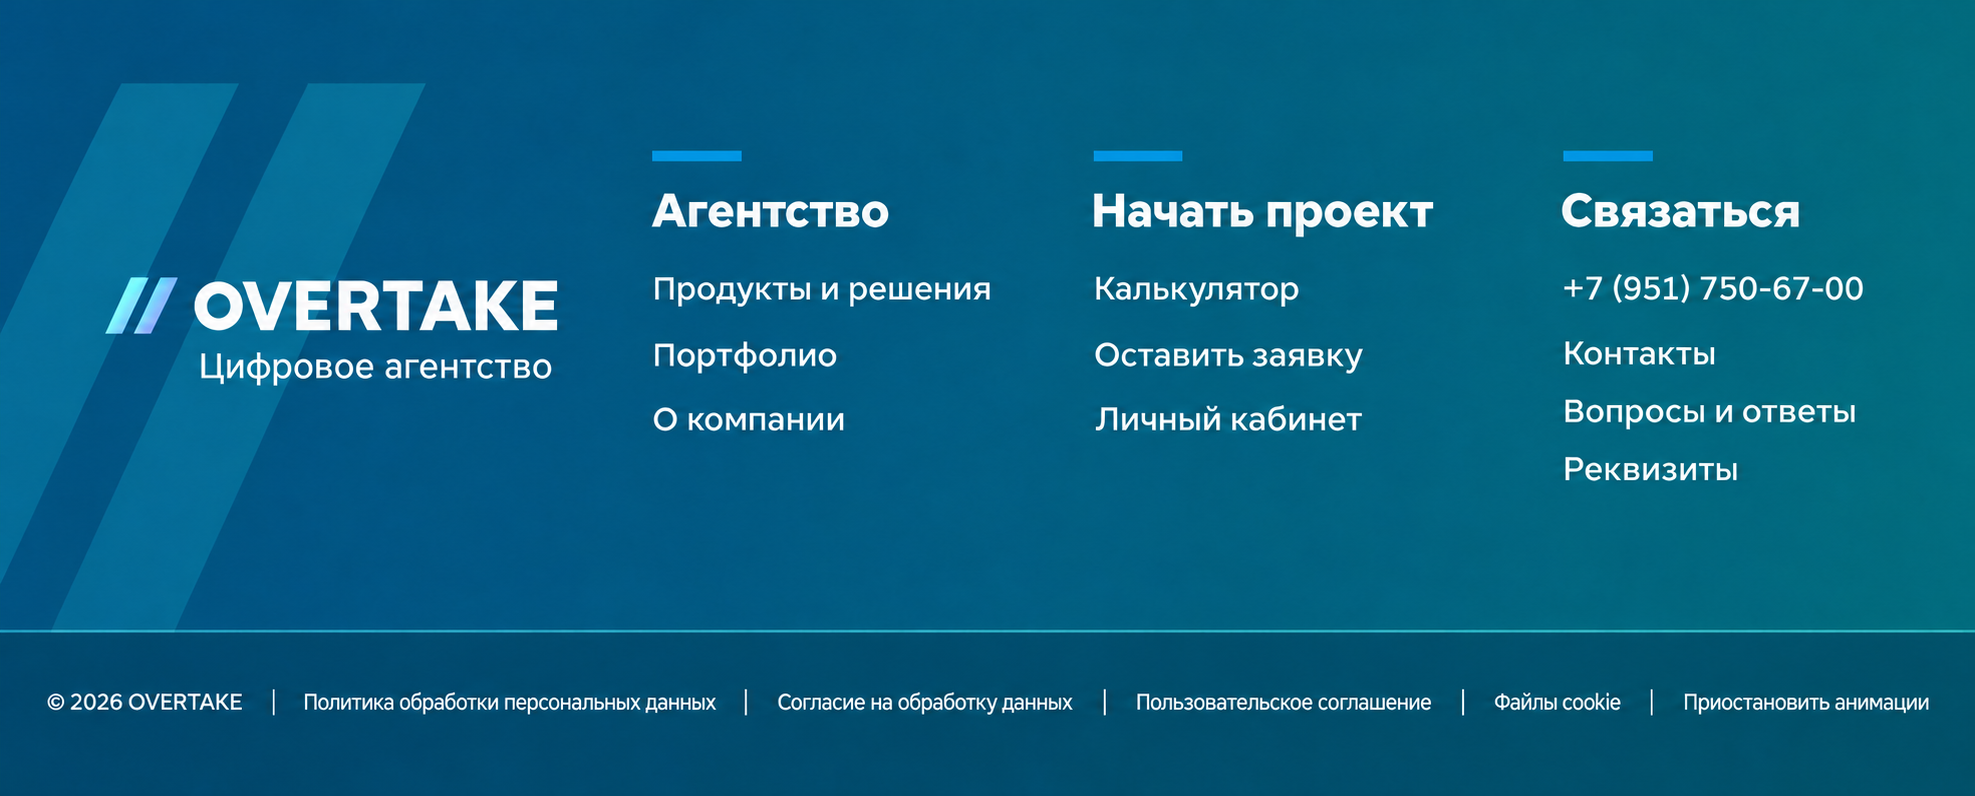 OVERTAKE
Цифровое агентство
Агентство
Продукты и решения
Портфолио
О компании
Начать проект
Калькулятор
Оставить заявку
Личный кабинет
Связаться
+7 (951) 750-67-00
Контакты
Вопросы и ответы
Реквизиты
© 2026 OVERTAKE | Политика обработки персональных данных | Согласие на обработку данных | Пользовательское соглашение | Файлы cookie | Приостановить анимации